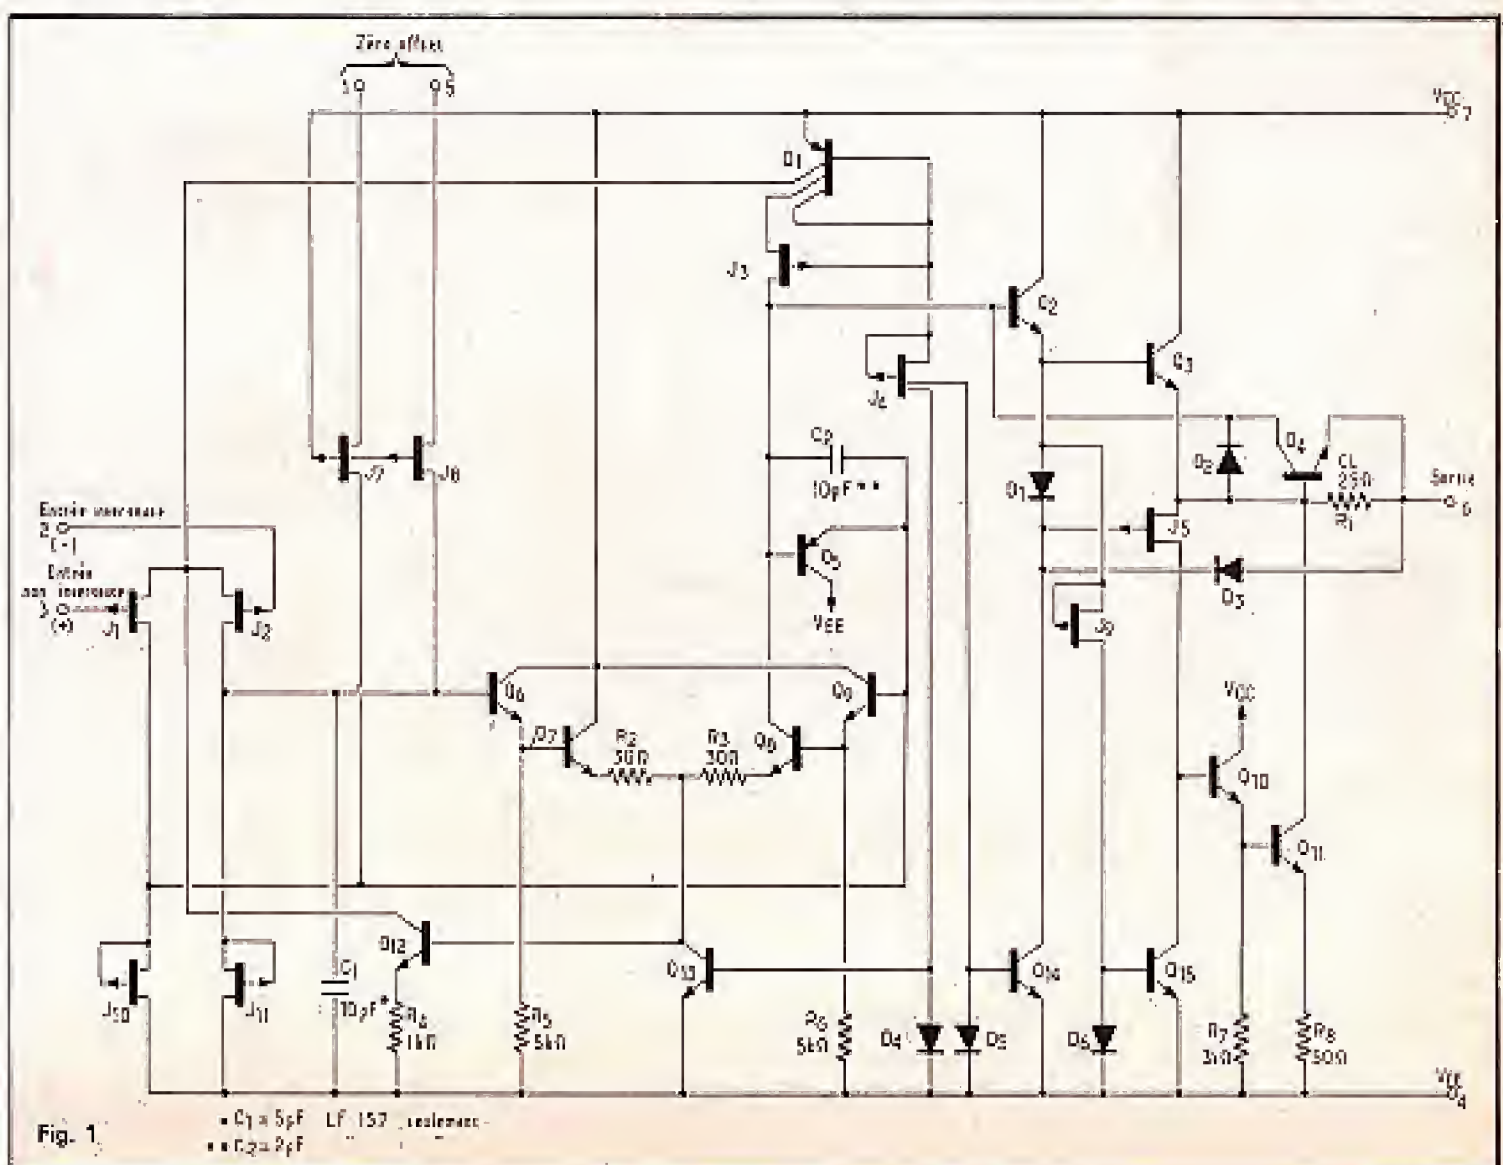 Zéro offset
1
5
VCC
7
Q1
J3
Q2
Q3
J4
C2
10pF**
D2
Q4
CL
25Ω
R1
Sortie
6
J7
J8
D1
J5
Entrée inverseuse
2
(-)
Q5
D3
Entrée
non inverseuse
3
(+)
J1
J2
VEE
J9
Q6
Q9
VCC
Q7
R2
30Ω
R3
30Ω
Q8
Q10
Q11
Q12
Q13
Q14
Q15
J10
J11
C1
10pF*
R4
1kΩ
R5
5kΩ
R6
5kΩ
D4
D5
D6
R7
3kΩ
R8
50Ω
VEE
4
Fig. 1
* C1 = 5pF LF 157 seulement
** C2 = 2pF